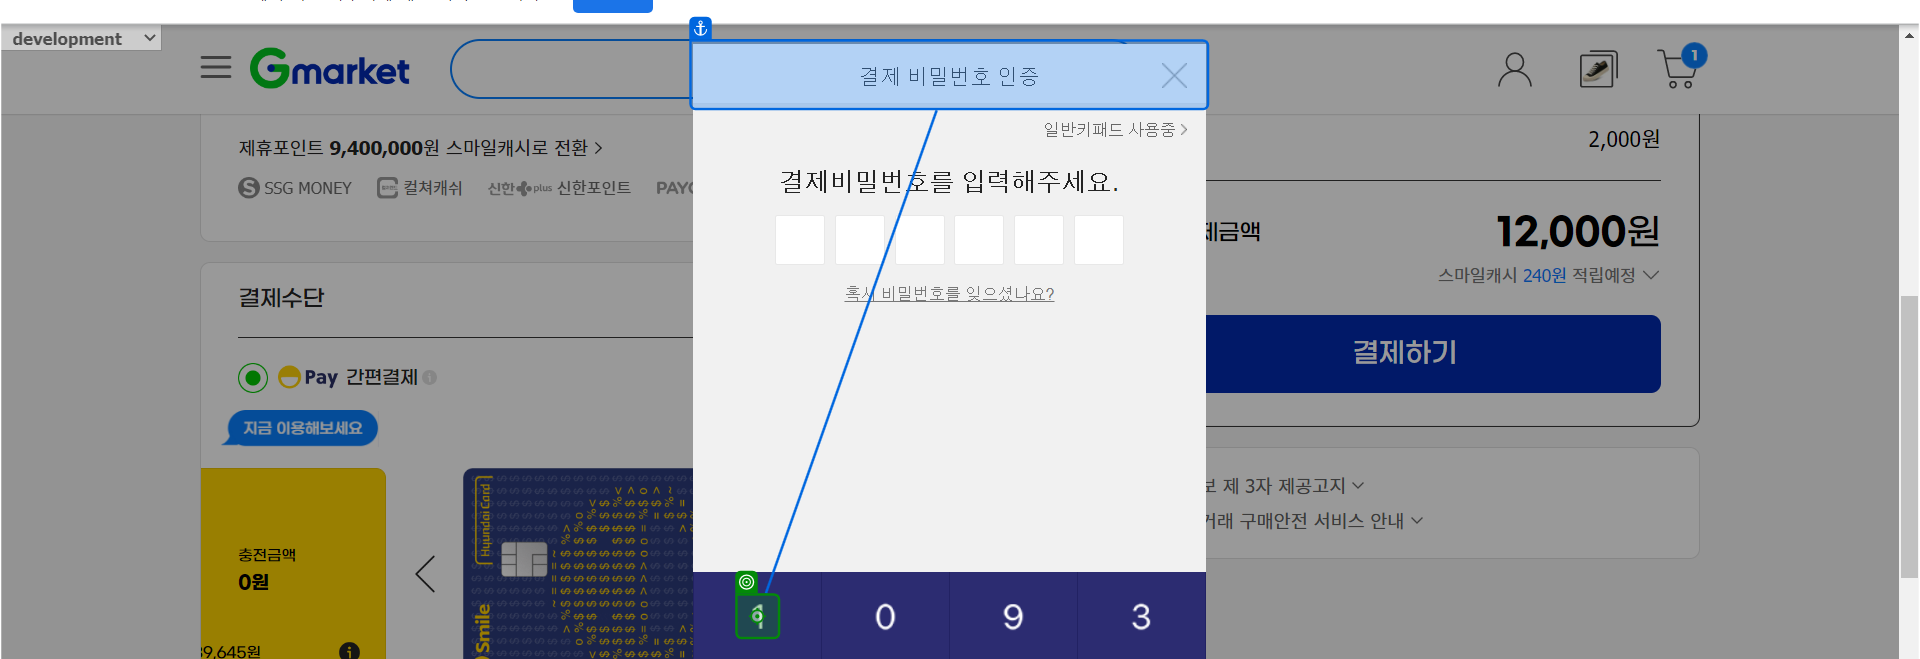 development
Gmarket
결제 비밀번호 인증
1
일반키패드 사용중
제휴포인트 9,400,000원 스마일캐시로 전환
2,000원
SSG MONEY 컬쳐캐쉬 신한plus 신한포인트 PAYC
결제비밀번호를 입력해주세요.
제금액 12,000원
스마일캐시 240원 적립예정
혹시 비밀번호를 잊으셨나요?
결제수단
결제하기
Pay 간편결제
지금 이용해보세요
보 제 3자 제공고지
거래 구매안전 서비스 안내
Hyundai Card
충전금액
0원
Smile
39,645원
0 9 3